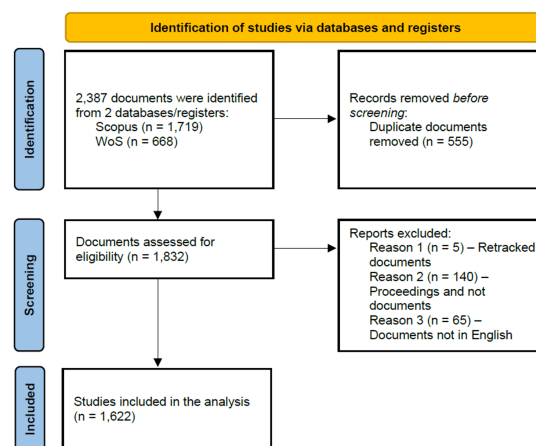 Identification of studies via databases and registers
Identification
2,387 documents were identified
from 2 databases/registers:
Scopus (n = 1,719)
WoS (n = 668)
Records removed before
screening:
Duplicate documents
removed (n = 555)
Screening
Documents assessed for
eligibility (n = 1,832)
Reports excluded:
Reason 1 (n = 5) – Retracked
documents
Reason 2 (n = 140) –
Proceedings and not
documents
Reason 3 (n = 65) –
Documents not in English
Included
Studies included in the analysis
(n = 1,622)